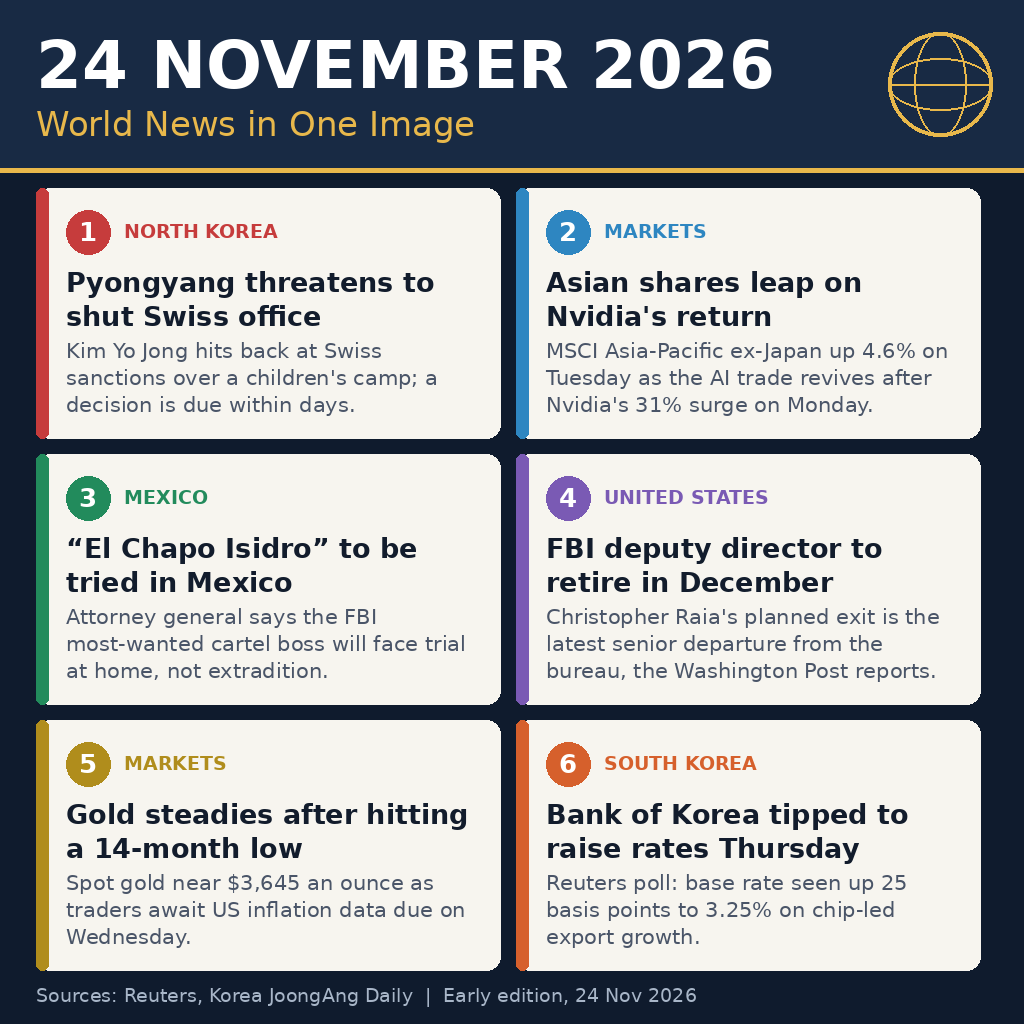 24 NOVEMBER 2026
World News in One Image
1 NORTH KOREA
Pyongyang threatens to
shut Swiss office
Kim Yo Jong hits back at Swiss
sanctions over a children's camp; a
decision is due within days.
2 MARKETS
Asian shares leap on
Nvidia's return
MSCI Asia-Pacific ex-Japan up 4.6% on
Tuesday as the AI trade revives after
Nvidia's 31% surge on Monday.
3 MEXICO
“El Chapo Isidro” to be
tried in Mexico
Attorney general says the FBI
most-wanted cartel boss will face trial
at home, not extradition.
4 UNITED STATES
FBI deputy director to
retire in December
Christopher Raia's planned exit is the
latest senior departure from the
bureau, the Washington Post reports.
5 MARKETS
Gold steadies after hitting
a 14-month low
Spot gold near $3,645 an ounce as
traders await US inflation data due on
Wednesday.
6 SOUTH KOREA
Bank of Korea tipped to
raise rates Thursday
Reuters poll: base rate seen up 25
basis points to 3.25% on chip-led
export growth.
Sources: Reuters, Korea JoongAng Daily | Early edition, 24 Nov 2026